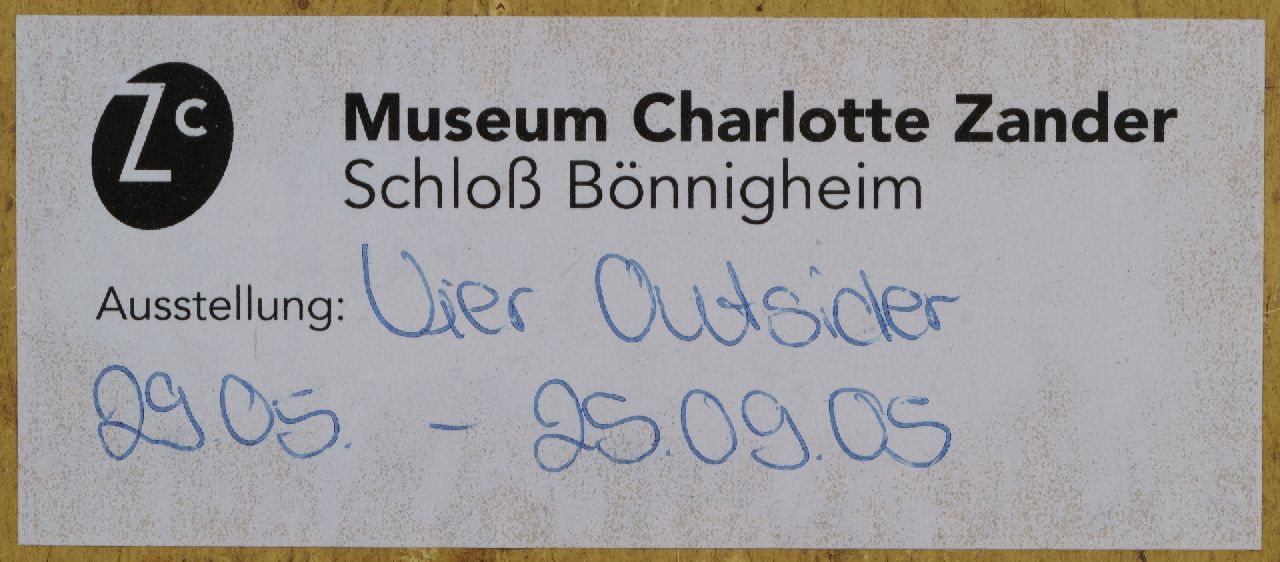 Zc
Museum Charlotte Zander
Schloß Bönnigheim
Ausstellung: Vier Outsider
29.05. - 25.09.05